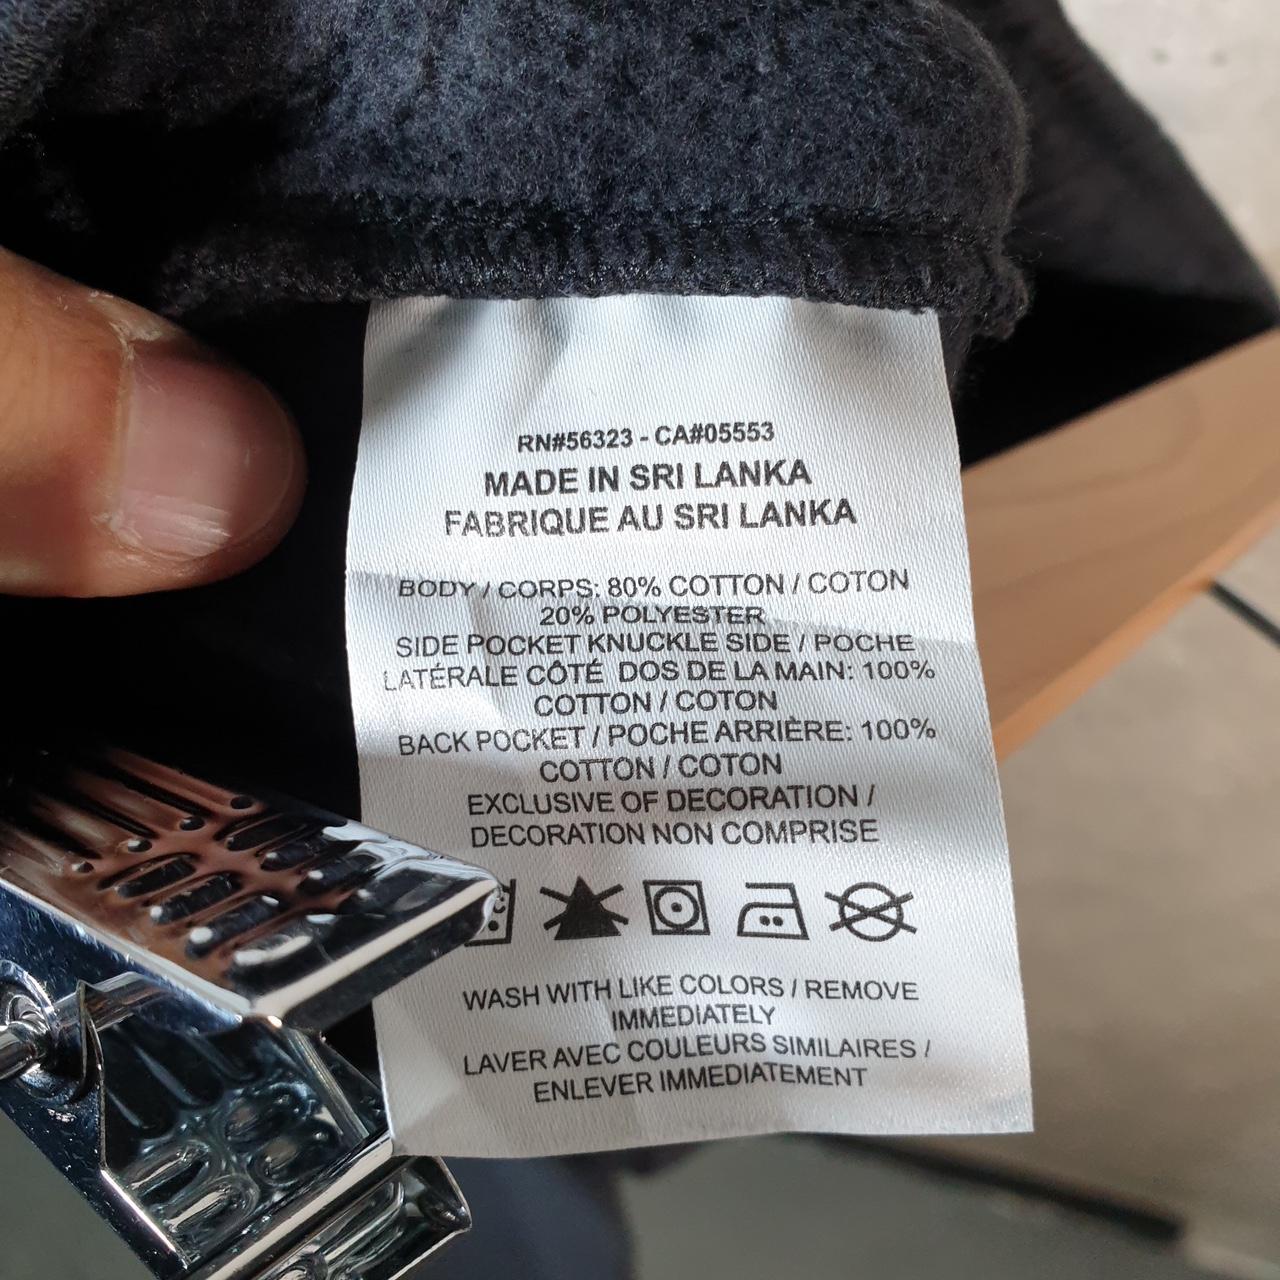 RN#56323 - CA#05553
MADE IN SRI LANKA
FABRIQUE AU SRI LANKA
BODY / CORPS: 80% COTTON / COTON
20% POLYESTER
SIDE POCKET KNUCKLE SIDE / POCHE
LATÉRALE CÔTÉ DOS DE LA MAIN: 100%
COTTON / COTON
BACK POCKET / POCHE ARRIÈRE: 100%
COTTON / COTON
EXCLUSIVE OF DECORATION /
DECORATION NON COMPRISE
WASH WITH LIKE COLORS / REMOVE
IMMEDIATELY
LAVER AVEC COULEURS SIMILAIRES /
ENLEVER IMMEDIATEMENT